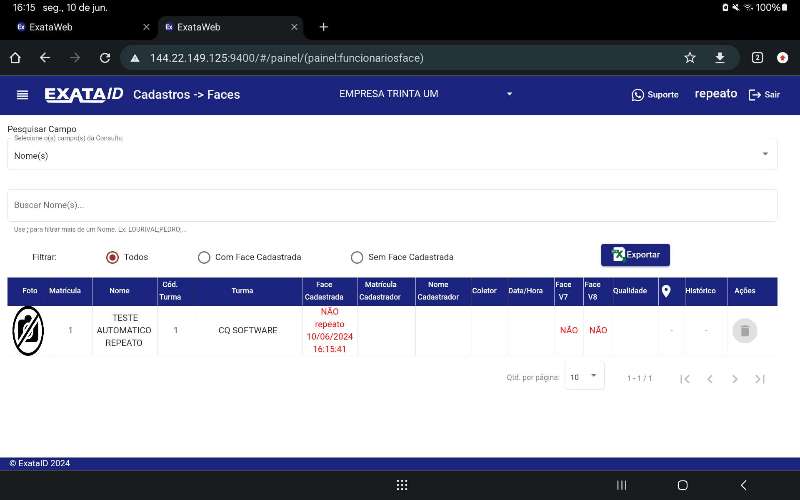 16:15 seg., 10 de jun. 100%
ExataWeb
ExataWeb
144.22.149.125:9400/#/painel/(painel:funcionariosface)
2
EXATAID Cadastros -> Faces EMPRESA TRINTA UM Suporte repeato Sair
Pesquisar Campo
Selecione o(s) campo(s) da Consulta
Nome(s)
Buscar Nome(s)...
Use ; para filtrar mais de um Nome. Ex: LOURIVAL;PEDRO;...
Filtrar: Todos Com Face Cadastrada Sem Face Cadastrada Exportar
Foto Matrícula Nome Cód. Turma Turma Face Cadastrada Matrícula Cadastrador Nome Cadastrador Coletor Data/Hora Face V7 Face V8 Qualidade Histórico Ações
1 TESTE AUTOMATICO REPEATO 1 CQ SOFTWARE NÃO repeato 10/06/2024 16:15:41 NÃO NÃO - -
Qtd. por página: 10 1 - 1 / 1
© ExataID 2024